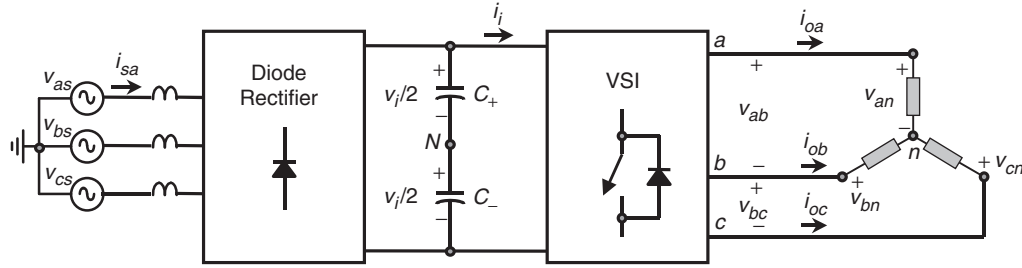 v_as
i_sa
v_bs
v_cs
Diode
Rectifier
i_i
+
v_i/2
C_+
−
N
+
v_i/2
C_−
−
VSI
a
i_oa
+
v_ab
+
v_an
−
n
b
−
i_ob
+
v_bc
+
v_bn
+
v_cn
c
−
i_oc